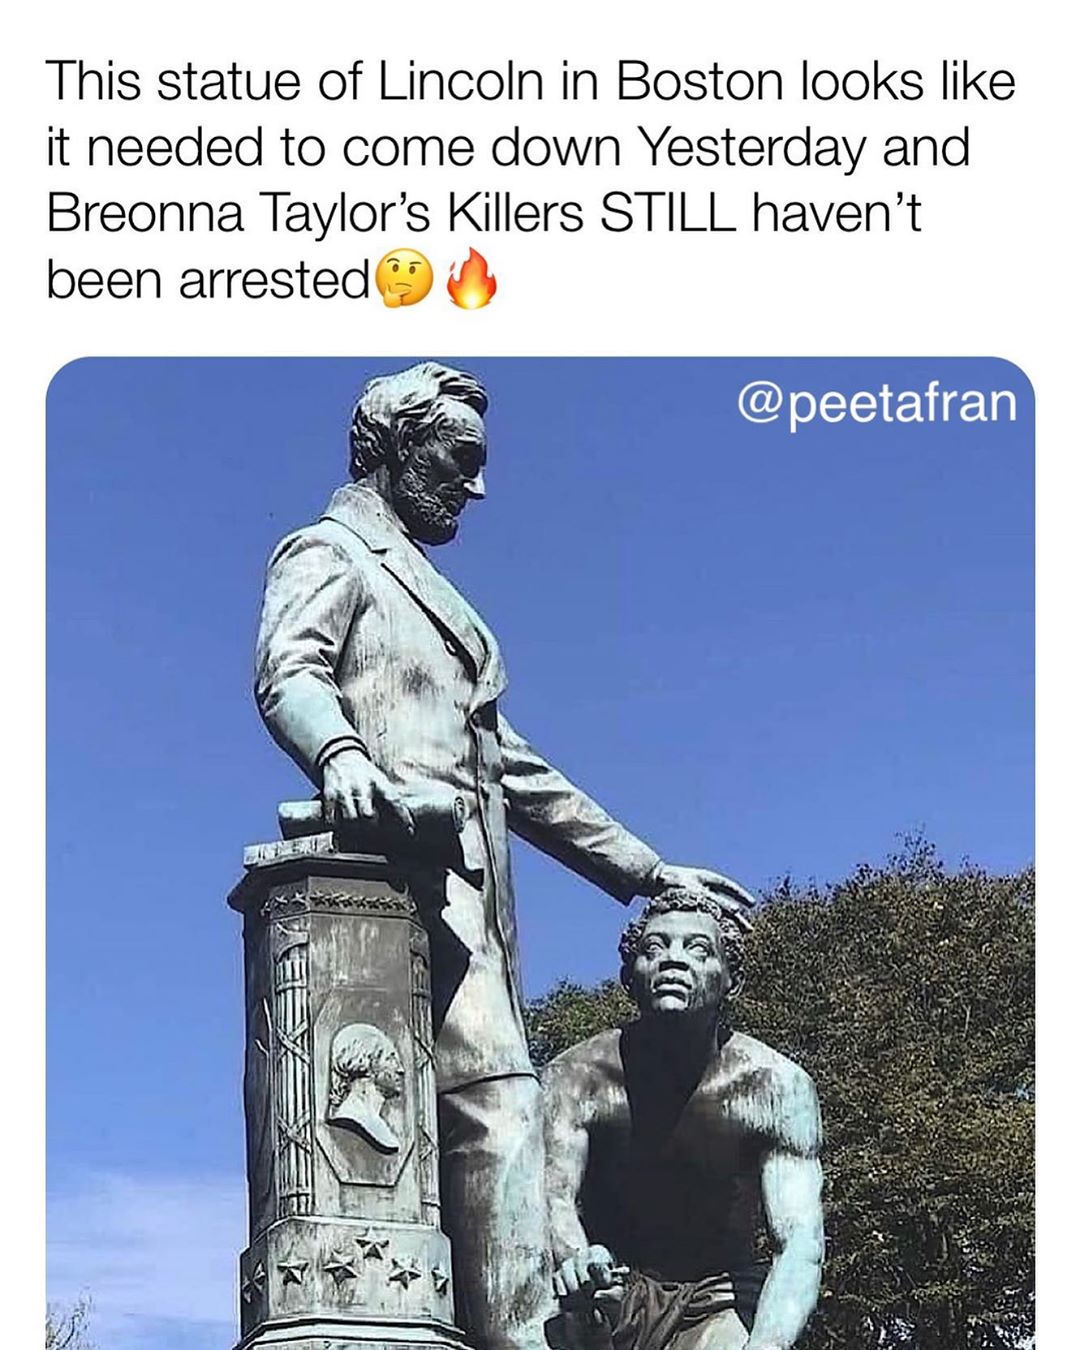 This statue of Lincoln in Boston looks like
it needed to come down Yesterday and
Breonna Taylor’s Killers STILL haven’t
been arrested🤔🔥
@peetafran